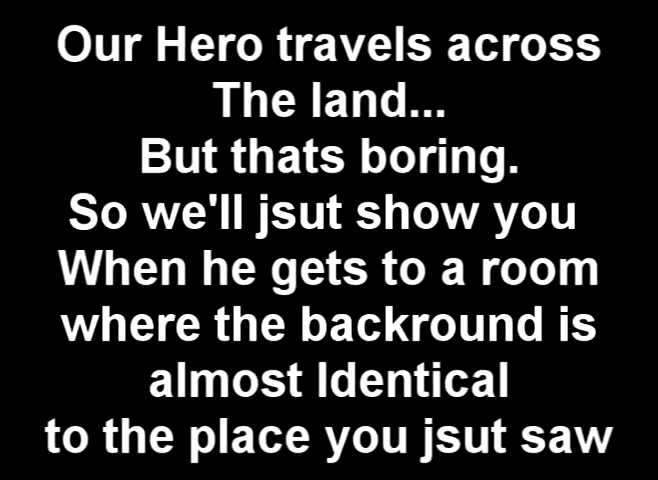 Our Hero travels across
The land...
But thats boring.
So we'll jsut show you
When he gets to a room
where the backround is
almost Identical
to the place you jsut saw